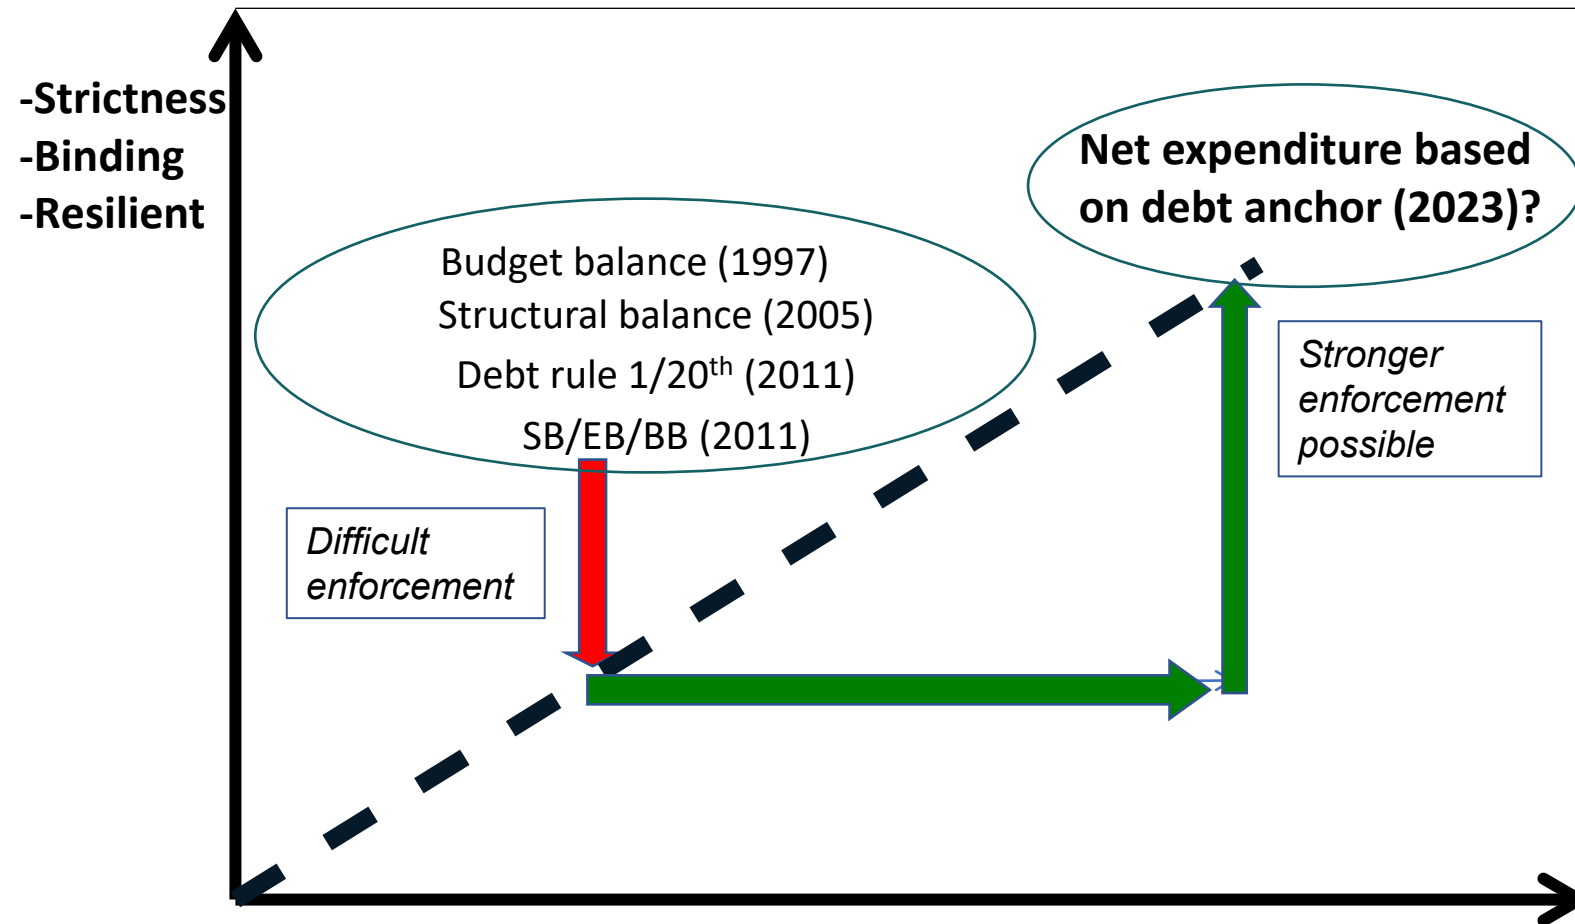 -Strictness
-Binding
-Resilient
Net expenditure based
on debt anchor (2023)?
Budget balance (1997)
Structural balance (2005)
Debt rule 1/20th (2011)
SB/EB/BB (2011)
Stronger
enforcement
possible
Difficult
enforcement